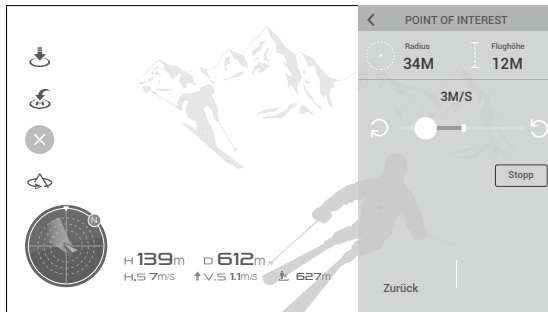 POINT OF INTEREST
Radius
34M
Flughöhe
12M
3M/S
Stopp
N
H 139m D 612m
H.S 7m/s V.S 1.1m/s 627m
Zurück